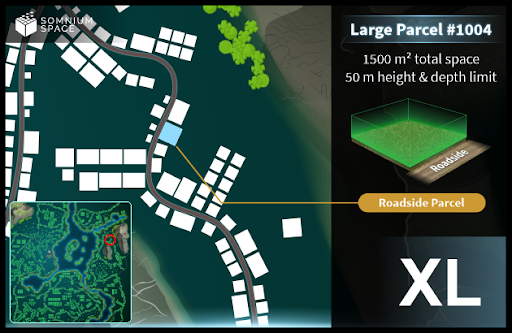 SOMNIUM
SPACE
Large Parcel #1004
1500 m² total space
50 m height & depth limit
Roadside
Roadside Parcel
XL